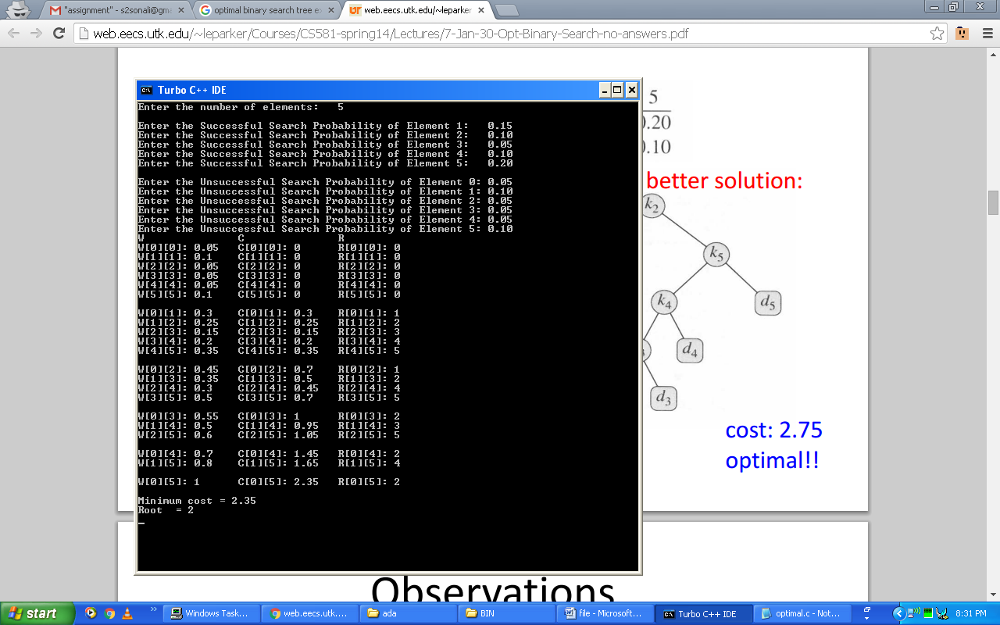 "assignment" - s2sonali@gm
optimal binary search tree e
web.eecs.utk.edu/~leparker
web.eecs.utk.edu/~leparker/Courses/CS581-spring14/Lectures/7-Jan-30-Opt-Binary-Search-no-answers.pdf
Turbo C++ IDE
Enter the number of elements: 5
Enter the Successful Search Probability of Element 1: 0.15
Enter the Successful Search Probability of Element 2: 0.10
Enter the Successful Search Probability of Element 3: 0.05
Enter the Successful Search Probability of Element 4: 0.10
Enter the Successful Search Probability of Element 5: 0.20
Enter the Unsuccessful Search Probability of Element 0: 0.05
Enter the Unsuccessful Search Probability of Element 1: 0.10
Enter the Unsuccessful Search Probability of Element 2: 0.05
Enter the Unsuccessful Search Probability of Element 3: 0.05
Enter the Unsuccessful Search Probability of Element 4: 0.05
Enter the Unsuccessful Search Probability of Element 5: 0.10
W C R
W[0][0]: 0.05 C[0][0]: 0 R[0][0]: 0
W[1][1]: 0.1 C[1][1]: 0 R[1][1]: 0
W[2][2]: 0.05 C[2][2]: 0 R[2][2]: 0
W[3][3]: 0.05 C[3][3]: 0 R[3][3]: 0
W[4][4]: 0.05 C[4][4]: 0 R[4][4]: 0
W[5][5]: 0.1 C[5][5]: 0 R[5][5]: 0
W[0][1]: 0.3 C[0][1]: 0.3 R[0][1]: 1
W[1][2]: 0.25 C[1][2]: 0.25 R[1][2]: 2
W[2][3]: 0.15 C[2][3]: 0.15 R[2][3]: 3
W[3][4]: 0.2 C[3][4]: 0.2 R[3][4]: 4
W[4][5]: 0.35 C[4][5]: 0.35 R[4][5]: 5
W[0][2]: 0.45 C[0][2]: 0.7 R[0][2]: 1
W[1][3]: 0.35 C[1][3]: 0.5 R[1][3]: 2
W[2][4]: 0.3 C[2][4]: 0.45 R[2][4]: 4
W[3][5]: 0.5 C[3][5]: 0.7 R[3][5]: 5
W[0][3]: 0.55 C[0][3]: 1 R[0][3]: 2
W[1][4]: 0.5 C[1][4]: 0.95 R[1][4]: 3
W[2][5]: 0.6 C[2][5]: 1.05 R[2][5]: 5
W[0][4]: 0.7 C[0][4]: 1.45 R[0][4]: 2
W[1][5]: 0.8 C[1][5]: 1.65 R[1][5]: 4
W[0][5]: 1 C[0][5]: 2.35 R[0][5]: 2
Minimum cost = 2.35
Root = 2
5
0.20
0.10
better solution:
k2
k5
k4
d5
d4
d3
cost: 2.75
optimal!!
Observations
start
Windows Task...
web.eecs.utk....
ada
BIN
file - Microsoft...
Turbo C++ IDE
optimal.c - Not...
8:31 PM